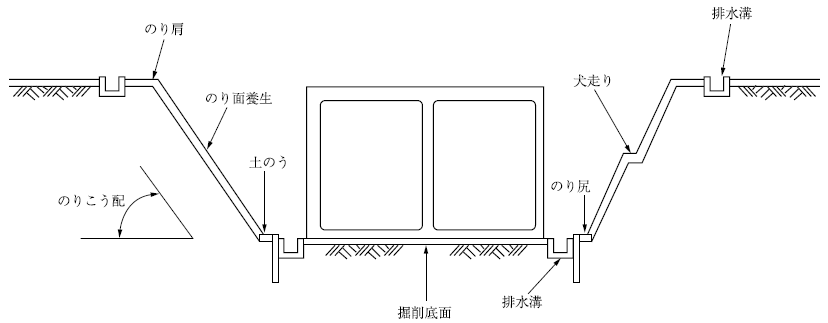 排水溝
のり肩
犬走り
のり面養生
土のう
のり尻
のりこう配
排水溝
掘削底面